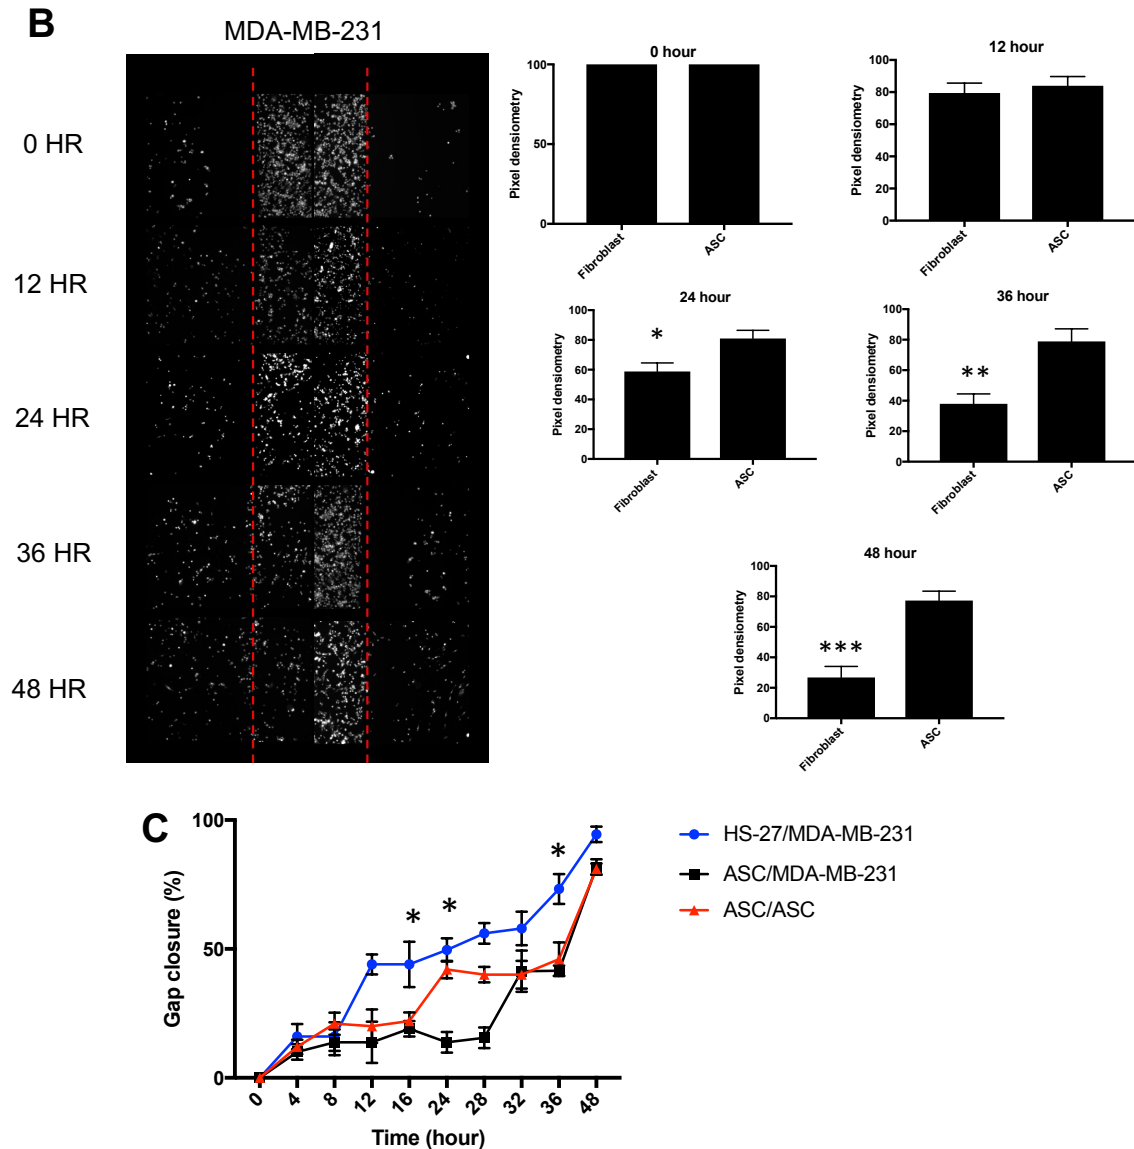 B
MDA-MB-231
0 HR
12 HR
24 HR
36 HR
48 HR
0 hour
Pixel densiometry
100
50
0
Fibroblast
ASC
12 hour
Pixel densiometry
100
80
60
40
20
0
Fibroblast
ASC
24 hour
Pixel densiometry
100
80
60
40
20
0
*
Fibroblast
ASC
36 hour
Pixel densiometry
100
80
60
40
20
0
**
Fibroblast
ASC
48 hour
Pixel densiometry
100
80
60
40
20
0
***
Fibroblast
ASC
C
Gap closure (%)
100
50
0
* * *
0 4 8 12 16 24 28 32 36 48
Time (hour)
HS-27/MDA-MB-231
ASC/MDA-MB-231
ASC/ASC